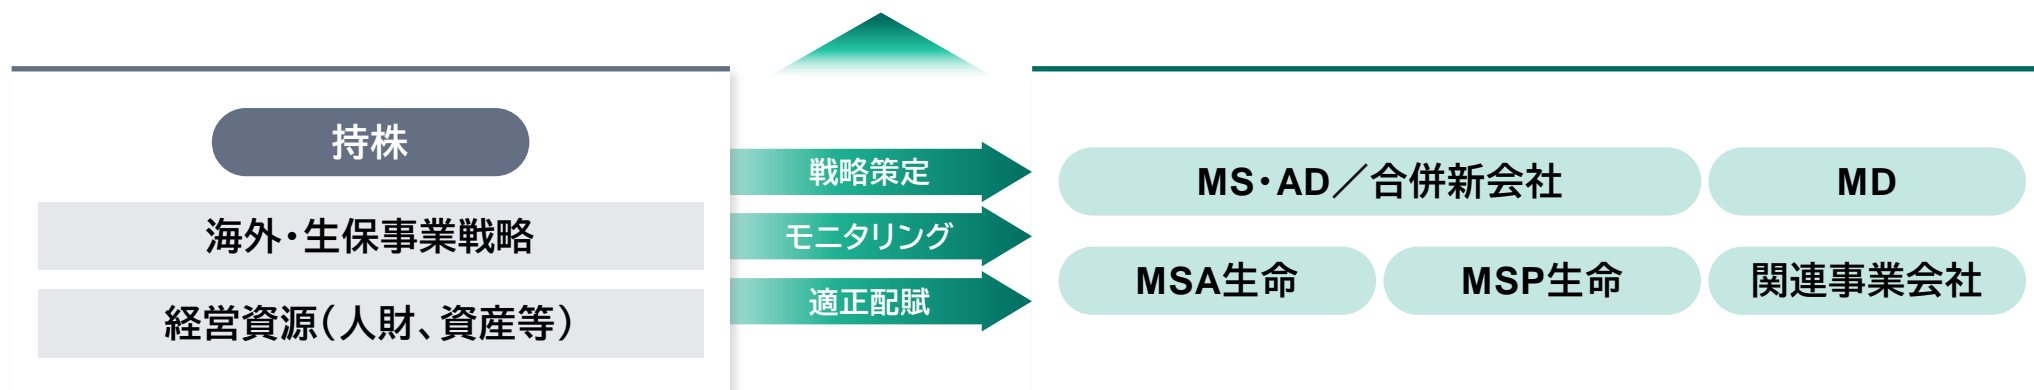 持株
海外・生保事業戦略
経営資源（人財、資産等）
戦略策定
モニタリング
適正配賦
MS・AD／合併新会社
MD
MSA生命
MSP生命
関連事業会社